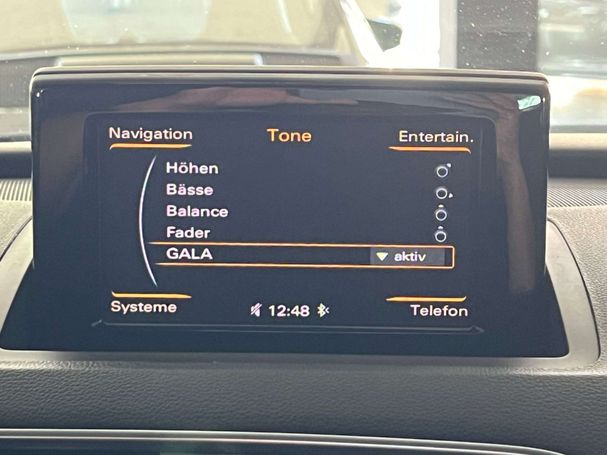 Navigation Tone Entertain.
Höhen
Bässe
Balance
Fader
GALA aktiv
Systeme 12:48 Telefon